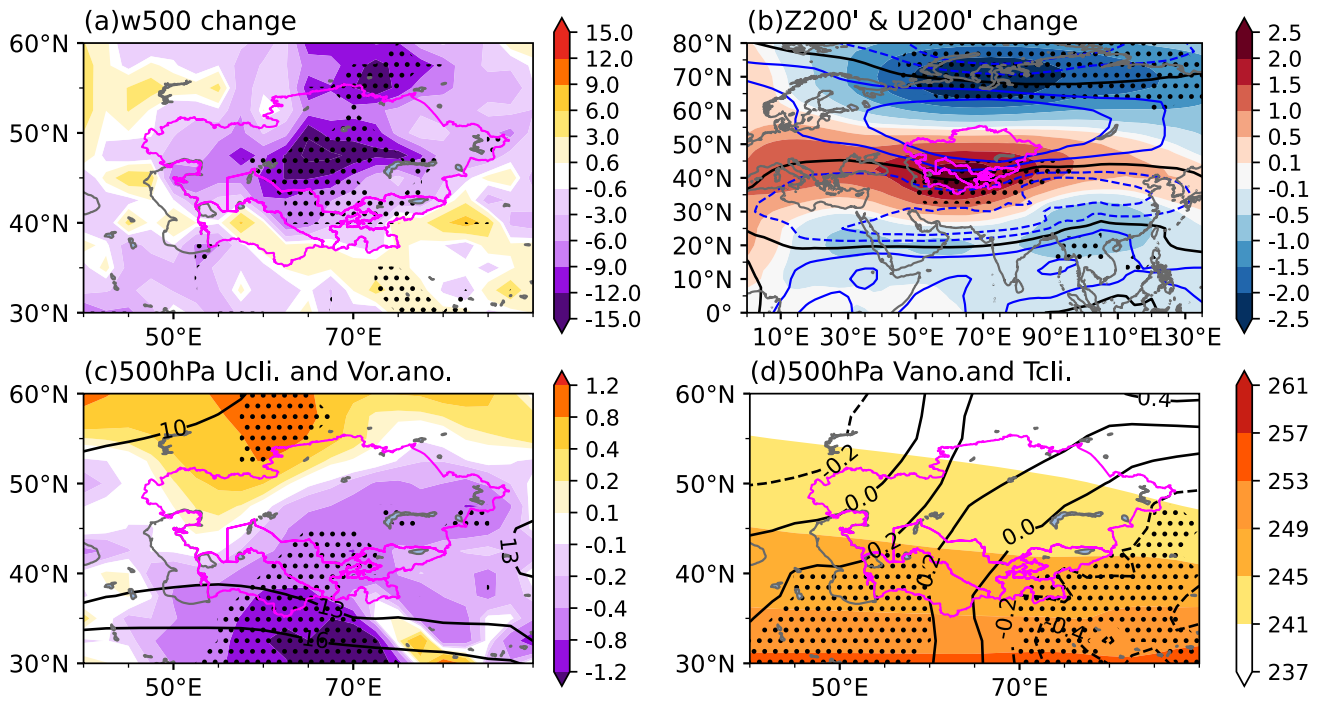 (a)w500 change
60°N
50°N
40°N
30°N
50°E
70°E
15.0
12.0
9.0
6.0
3.0
0.6
-0.6
-3.0
-6.0
-9.0
-12.0
-15.0
(b)Z200' & U200' change
80°N
70°N
60°N
50°N
40°N
30°N
20°N
10°N
0°
10°E
30°E
50°E
70°E
90°E
110°E
130°E
2.5
2.0
1.5
1.0
0.5
0.1
-0.1
-0.5
-1.0
-1.5
-2.0
-2.5
(c)500hPa Ucli. and Vor.ano.
60°N
50°N
40°N
30°N
50°E
70°E
10
13
13
16
1.2
0.8
0.4
0.2
0.1
-0.1
-0.2
-0.4
-0.8
-1.2
(d)500hPa Vano.and Tcli.
60°N
50°N
40°N
30°N
50°E
70°E
0.4
-0.2
0.0
0.0
-0.2
0.2
-0.2
-0.4
261
257
253
249
245
241
237